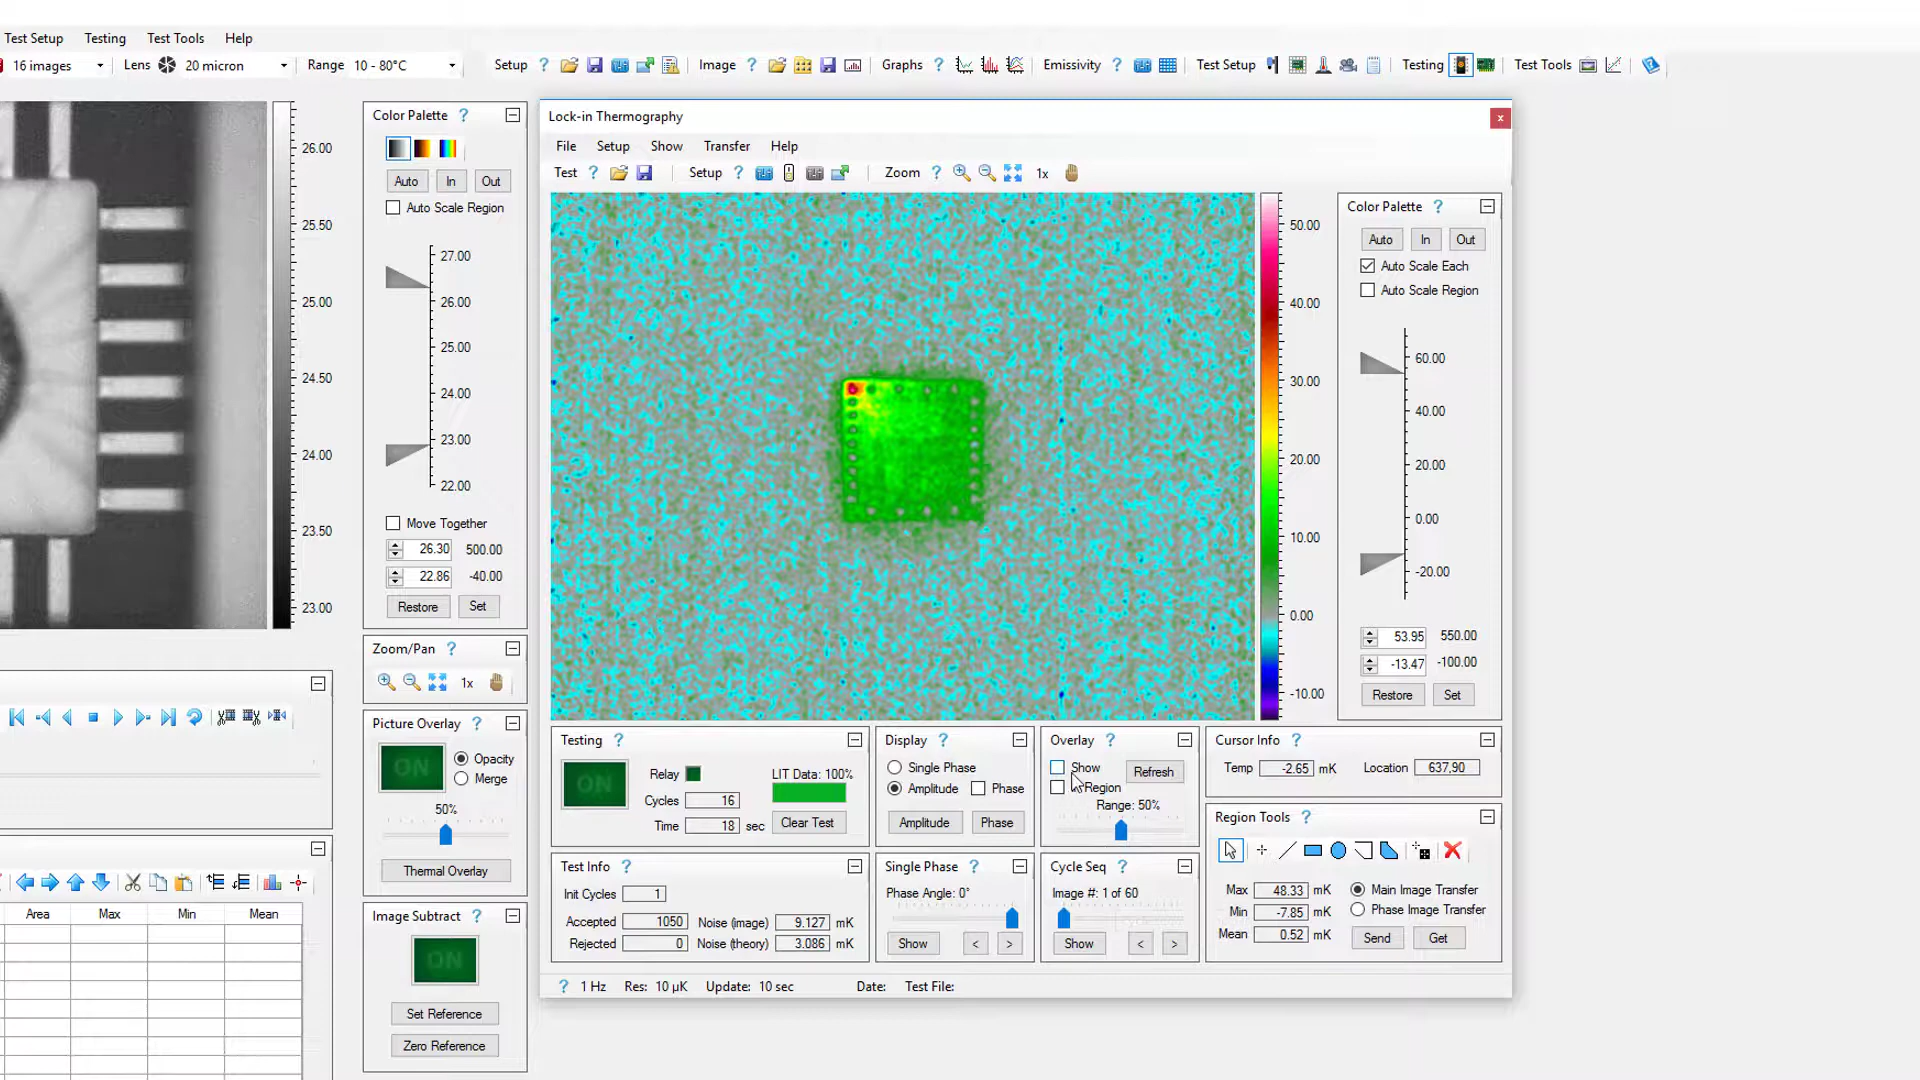 Test Setup Testing Test Tools Help
16 images Lens 20 micron Range 10 - 80°C Setup ? Image ? Graphs ? Emissivity ? Test Setup Testing Test Tools
26.00
25.50
25.00
24.50
24.00
23.50
23.00
Color Palette ?
Auto In Out
Auto Scale Region
27.00
26.00
25.00
24.00
23.00
22.00
Move Together
26.30 500.00
22.86 -40.00
Restore Set
Zoom/Pan ?
1x
Picture Overlay ?
ON Opacity
Merge
50%
Thermal Overlay
Image Subtract ?
ON
Set Reference
Zero Reference
Area Max Min Mean
Lock-in Thermography x
File Setup Show Transfer Help
Test ? Setup ? Zoom ? 1x
50.00
40.00
30.00
20.00
10.00
0.00
-10.00
Color Palette ?
Auto In Out
Auto Scale Each
Auto Scale Region
60.00
40.00
20.00
0.00
-20.00
53.95 550.00
-13.47 -100.00
Restore Set
Testing ?
ON
Relay LIT Data: 100%
Cycles 16
Time 18 sec Clear Test
Display ?
Single Phase
Amplitude Phase
Amplitude Phase
Overlay ?
Show Refresh
Region
Range: 50%
Cursor Info ?
Temp -2.65 mK Location 637,90
Test Info ?
Init Cycles 1
Accepted 1050 Noise (image) 9.127 mK
Rejected 0 Noise (theory) 3.086 mK
Single Phase ?
Phase Angle: 0°
Show < >
Cycle Seq ?
Image #: 1 of 60
Show < >
Region Tools ?
Max 48.33 mK Main Image Transfer
Min -7.85 mK Phase Image Transfer
Mean 0.52 mK Send Get
? 1 Hz Res: 10 µK Update: 10 sec Date: Test File: